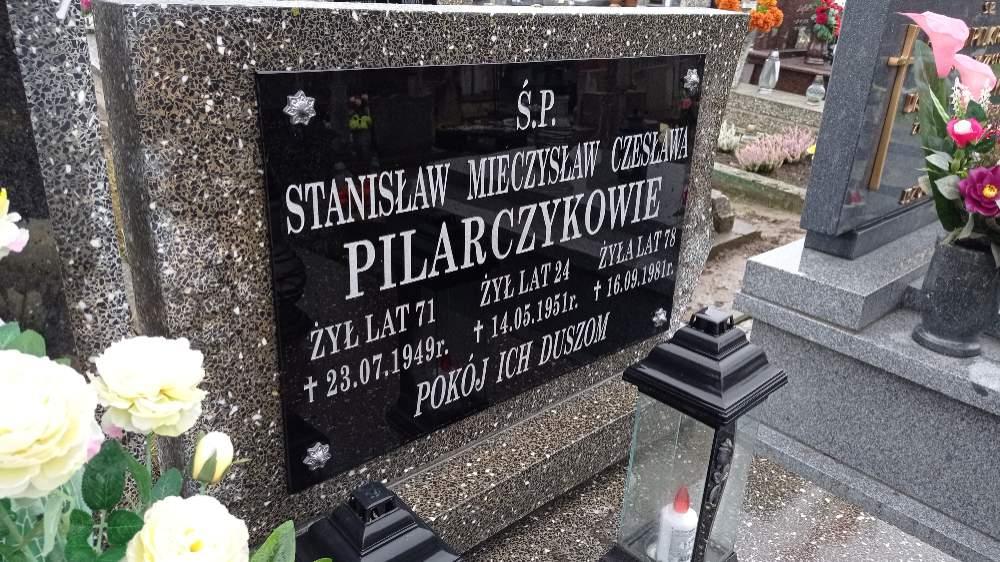 Ś.P.
STANISŁAW MIECZYSŁAW CZESŁAWA
PILARCZYKOWIE
ŻYŁ LAT 71 ŻYŁ LAT 24 ŻYŁA LAT 78
† 23.07.1949r. † 14.05.1951r. † 16.09.1981r.
POKÓJ ICH DUSZOM